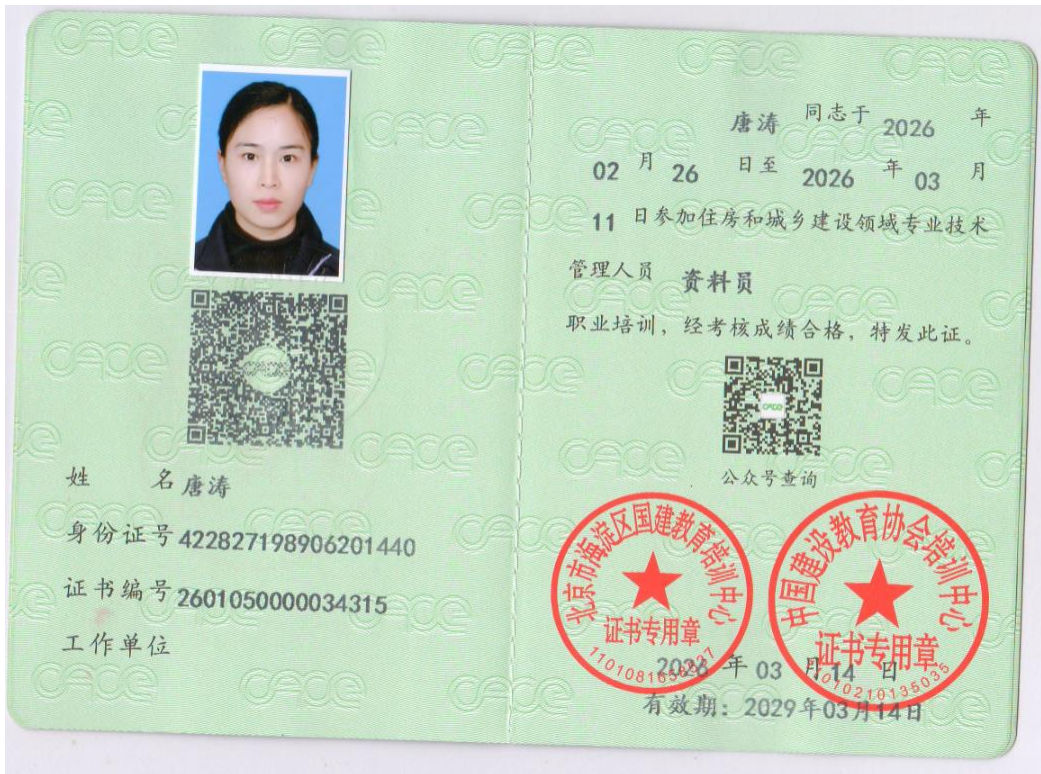 姓 名 唐涛
身份证号 422827198906201440
证书编号 2601050000034315
工作单位
唐涛 同志于 2026 年
02 月 26 日至 2026 年 03 月
11 日参加住房和城乡建设领域专业技术
管理人员 资料员
职业培训，经考核成绩合格，特发此证。
CACE
公众号查询
北京市海淀区国建教育培训中心
证书专用章
中国建设教育协会培训中心
证书专用章
2026 年 03 月 14 日
有效期：2029年03月14日